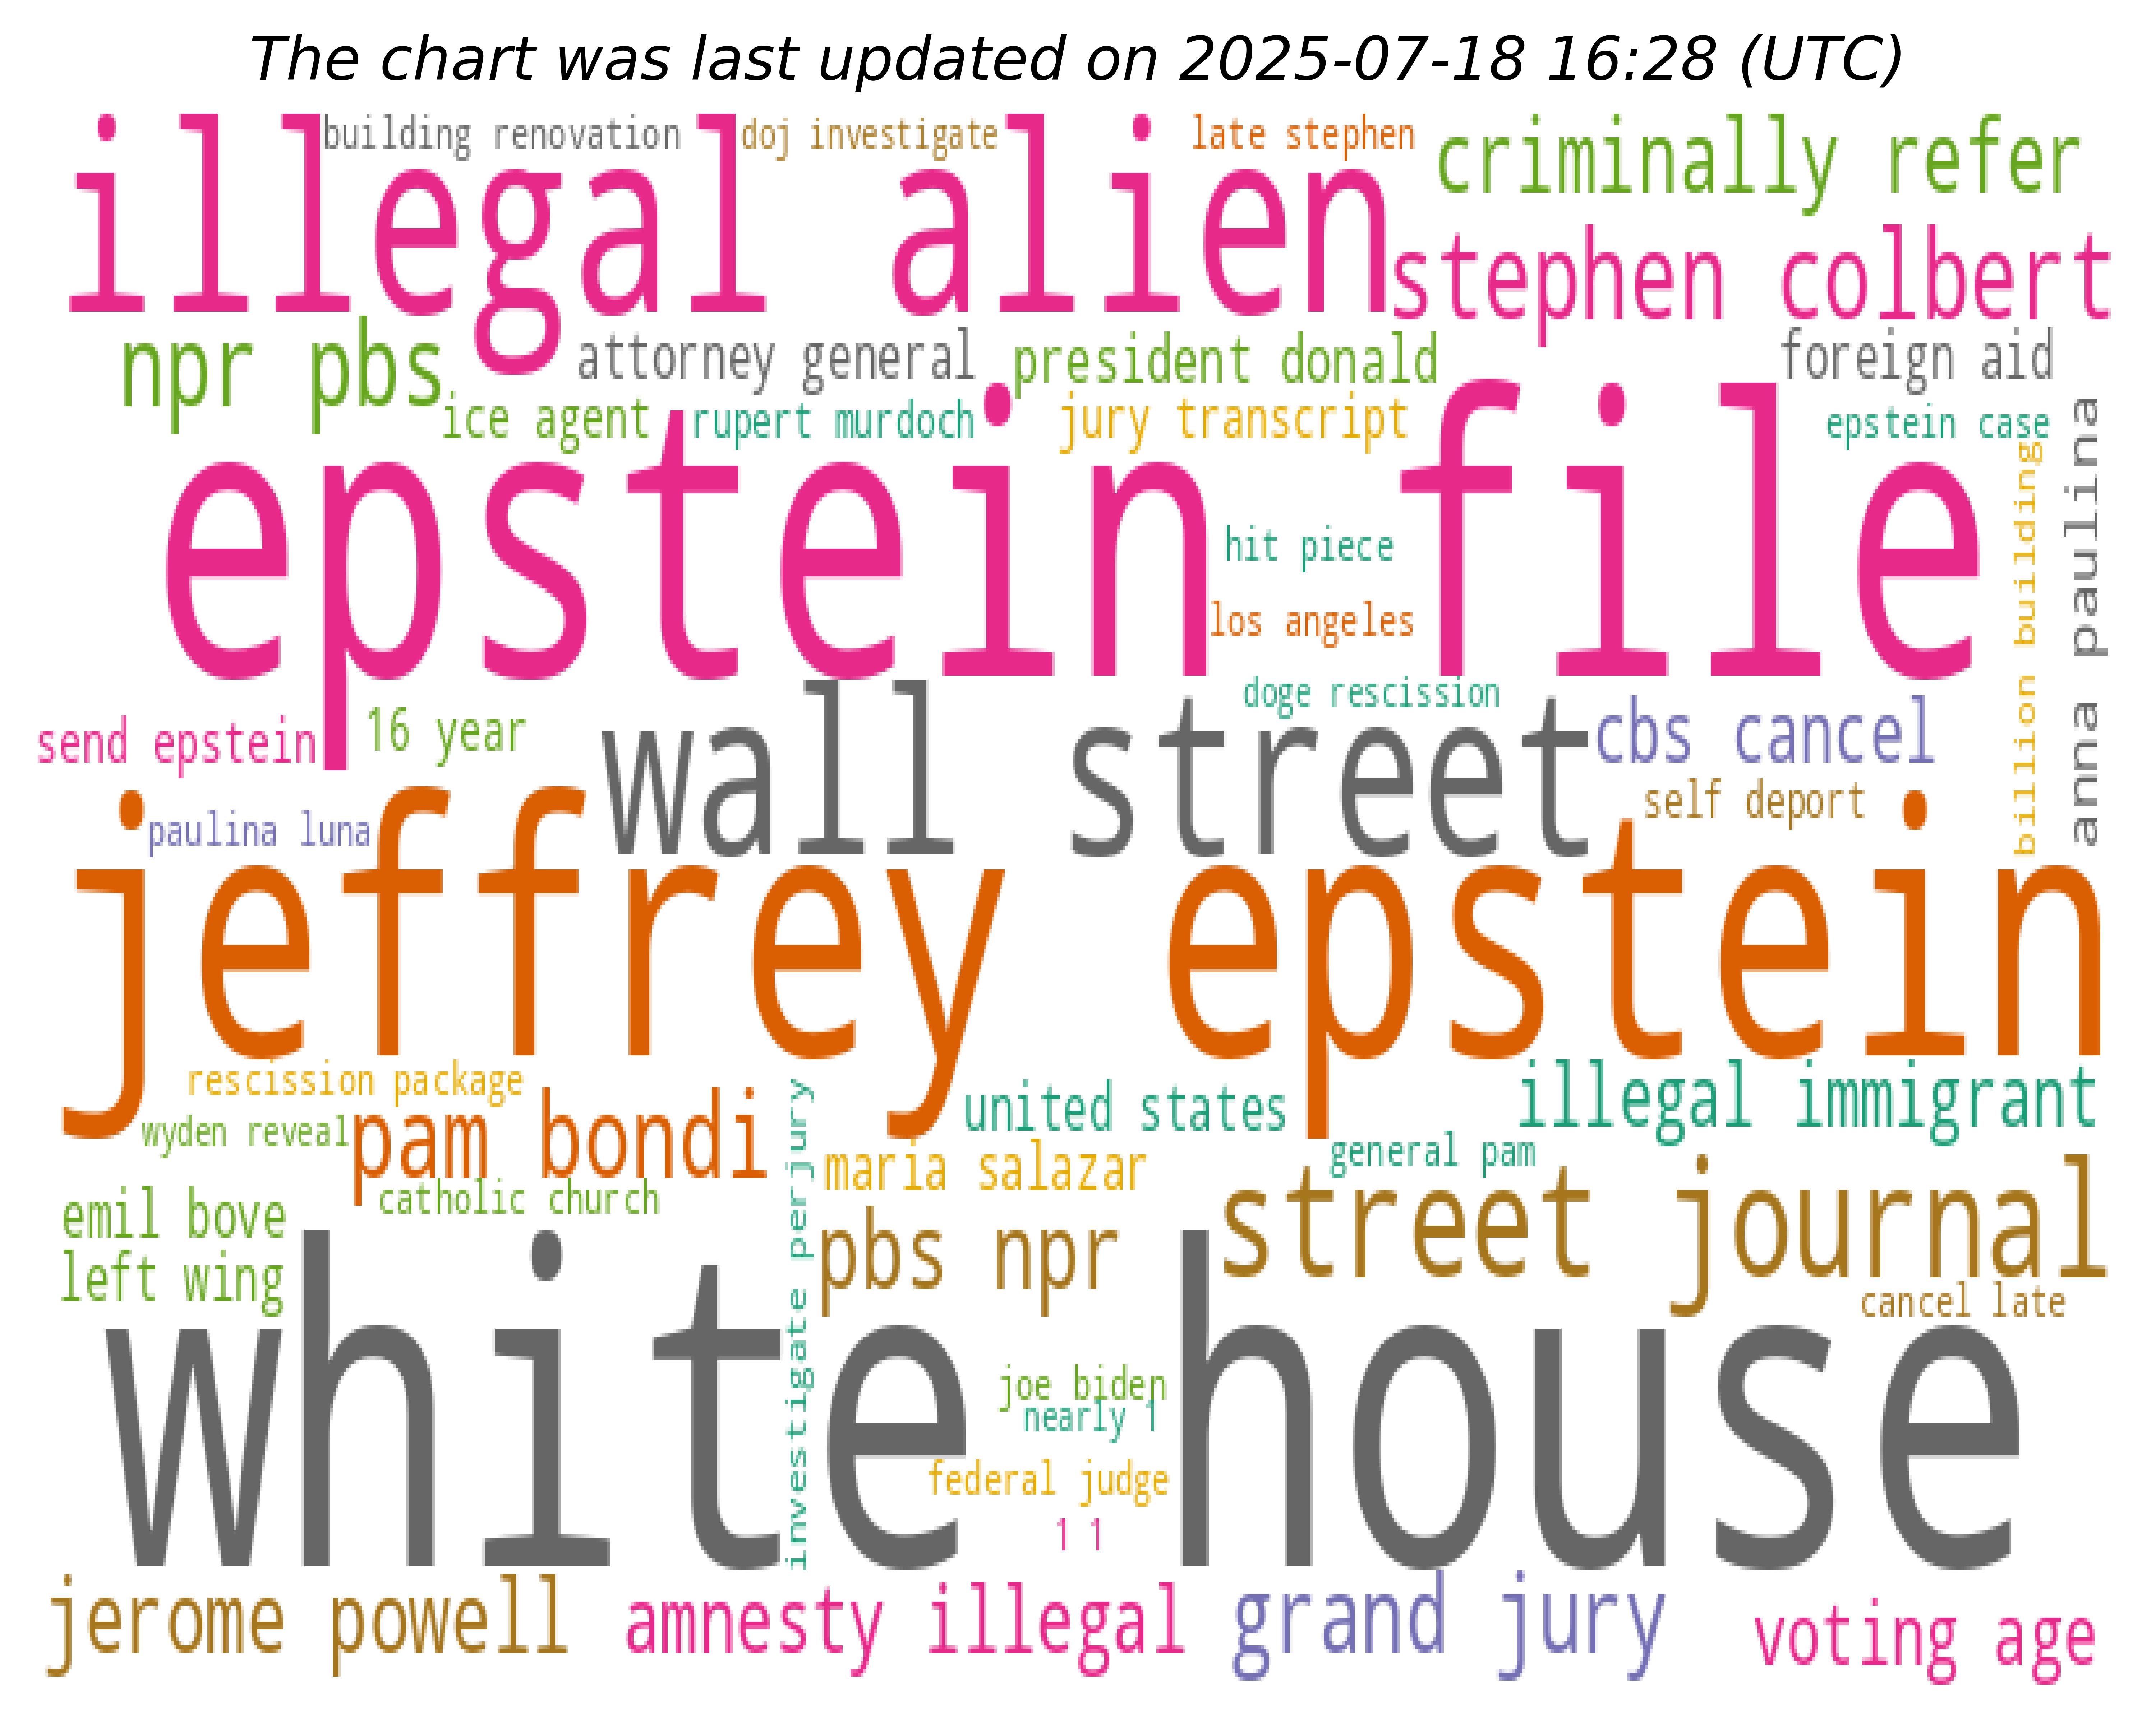 The chart was last updated on 2025-07-18 16:28 (UTC)
building renovation
doj investigate
late stephen
criminally refer
illegal alien
stephen colbert
npr pbs
attorney general
president donald
foreign aid
ice agent
rupert murdoch
jury transcript
epstein case
epstein file
hit piece
los angeles
billion building
anna paulina
doge rescission
send epstein
16 year
wall street
cbs cancel
self deport
paulina luna
jeffrey epstein
rescission package
united states
illegal immigrant
wyden reveal
pam bondi
investigate perjury
maria salazar
general pam
catholic church
emil bove
pbs npr
street journal
left wing
cancel late
white house
joe biden
nearly 1
federal judge
1 1
jerome powell
amnesty illegal
grand jury
voting age